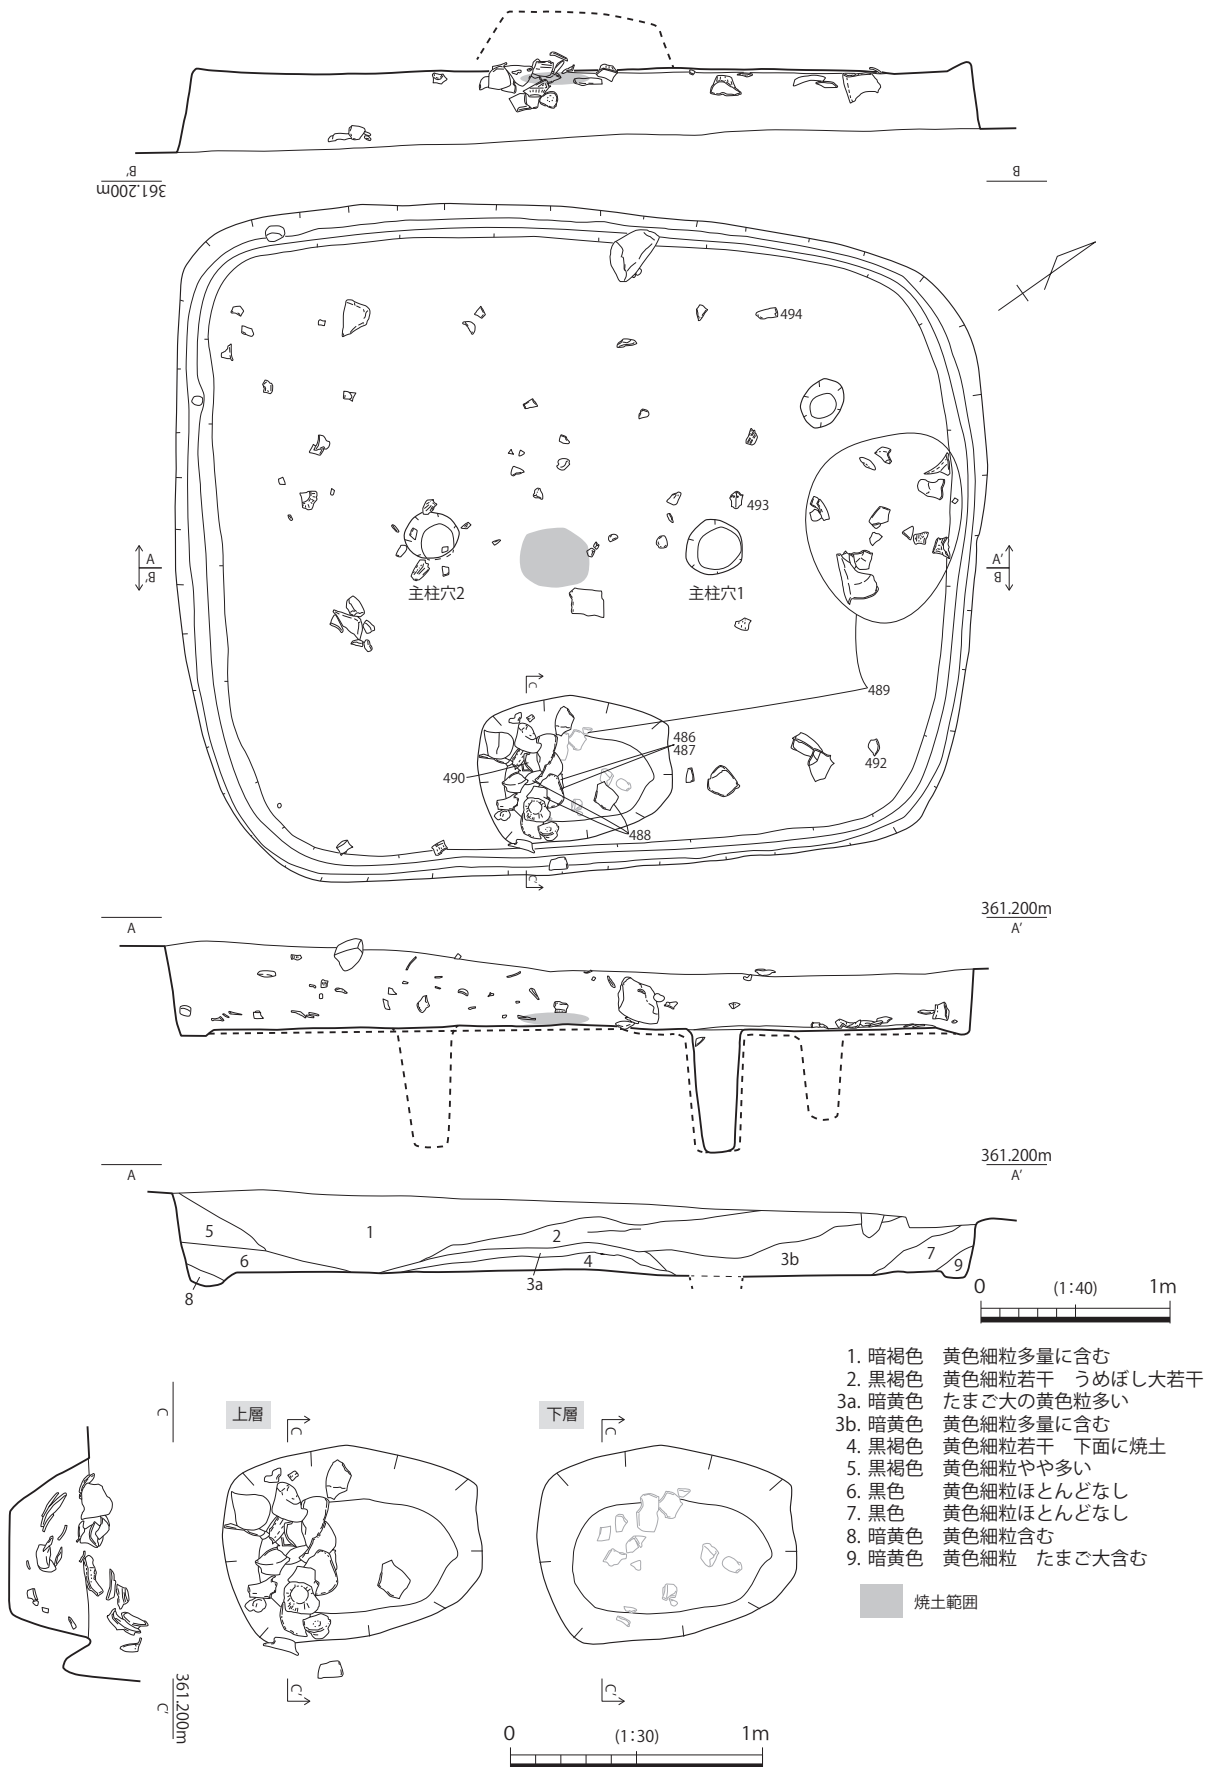 B′
361.200m
B
494
493
A
B′
A′
B
主柱穴2
主柱穴1
C
489
486
487
490
492
488
C′
A
361.200m
A′
A
361.200m
A′
5
1
2
6
3a
4
3b
7
9
8
0 (1:40) 1m
1. 暗褐色 黄色細粒多量に含む
2. 黒褐色 黄色細粒若干 うめぼし大若干
3a. 暗黄色 たまご大の黄色粒多い
3b. 暗黄色 黄色細粒多量に含む
4. 黒褐色 黄色細粒若干 下面に焼土
5. 黒褐色 黄色細粒やや多い
6. 黒色 黄色細粒ほとんどなし
7. 黒色 黄色細粒ほとんどなし
8. 暗黄色 黄色細粒含む
9. 暗黄色 黄色細粒 たまご大含む
焼土範囲
C
上層
C
下層
C
C′
C′
361.200m
C′
0 (1:30) 1m